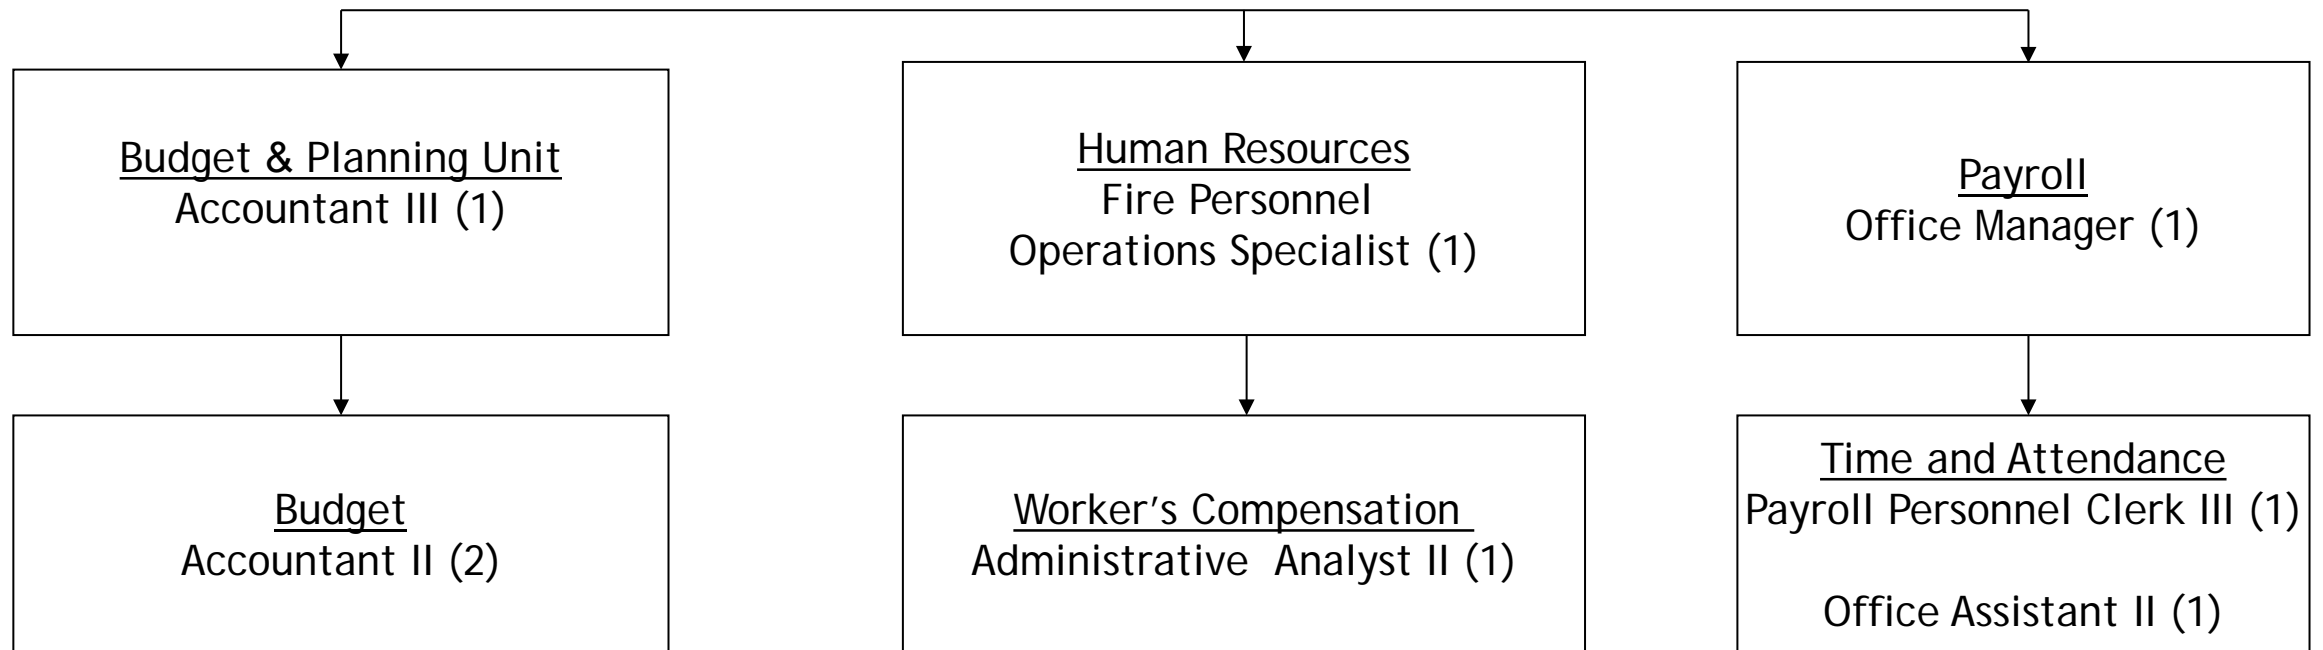 Budget & Planning Unit
Accountant III (1)
Human Resources
Fire Personnel
Operations Specialist (1)
Payroll
Office Manager (1)
Budget
Accountant II (2)
Worker's Compensation
Administrative  Analyst II (1)
Time and Attendance
Payroll Personnel Clerk III (1)
Office Assistant II (1)